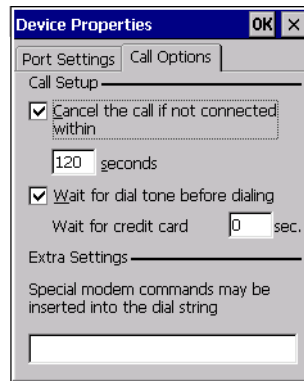 Device Properties OK ×
Port Settings Call Options
Call Setup
Cancel the call if not connected
within
120 seconds
Wait for dial tone before dialing
Wait for credit card 0 sec.
Extra Settings
Special modem commands may be
inserted into the dial string